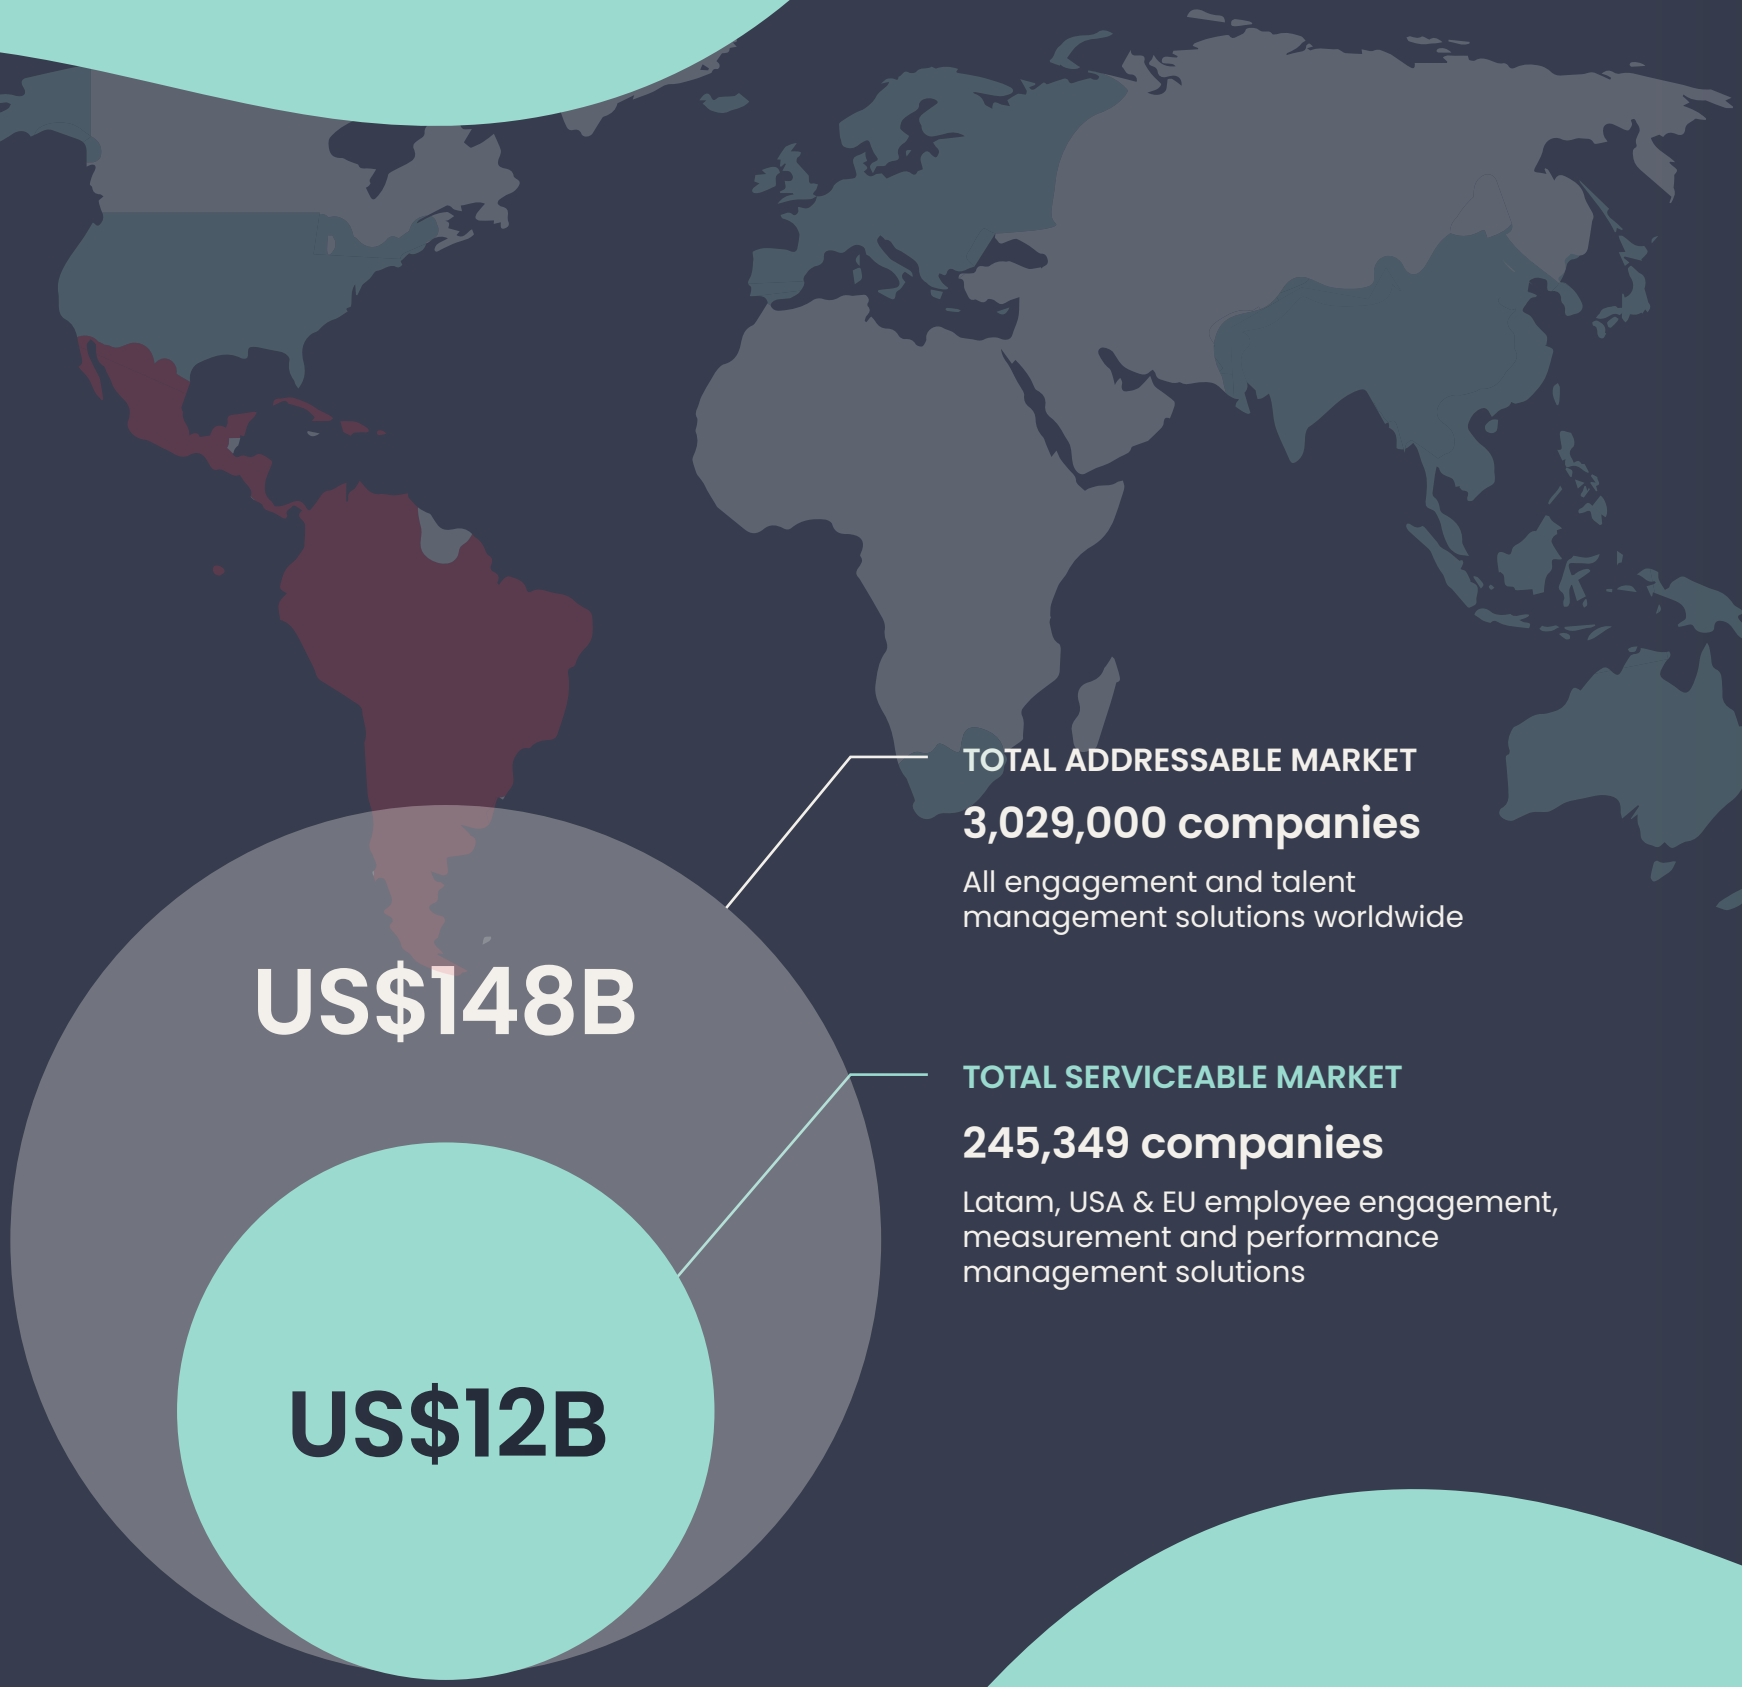 TOTAL ADDRESSABLE MARKET
3,029,000 companies
All engagement and talent
management solutions worldwide
US$148B
TOTAL SERVICEABLE MARKET
245,349 companies
Latam, USA & EU employee engagement,
measurement and performance
management solutions
US$12B